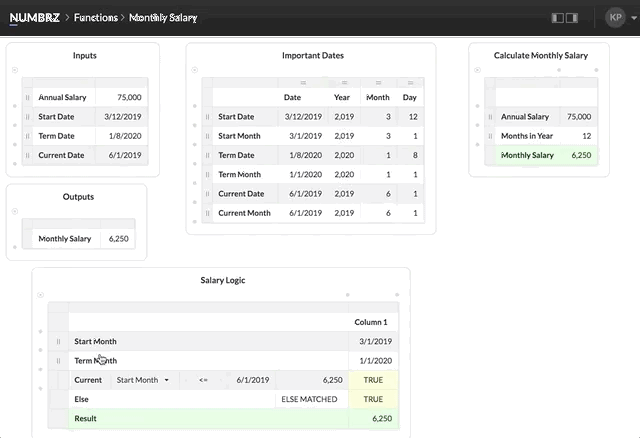 NUMBRZ > Functions > Monthly Salary
KP
Inputs
Annual Salary 75,000
Start Date 3/12/2019
Term Date 1/8/2020
Current Date 6/1/2019
Outputs
Monthly Salary 6,250
Important Dates
Date Year Month Day
Start Date 3/12/2019 2,019 3 12
Start Month 3/1/2019 2,019 3 1
Term Date 1/8/2020 2,020 1 8
Term Month 1/1/2020 2,020 1 1
Current Date 6/1/2019 2,019 6 1
Current Month 6/1/2019 2,019 6 1
Calculate Monthly Salary
Annual Salary 75,000
Months in Year 12
Monthly Salary 6,250
Salary Logic
Column 1
Start Month 3/1/2019
Term Month 1/1/2020
Current Start Month <= 6/1/2019 6,250 TRUE
Else ELSE MATCHED TRUE
Result 6,250